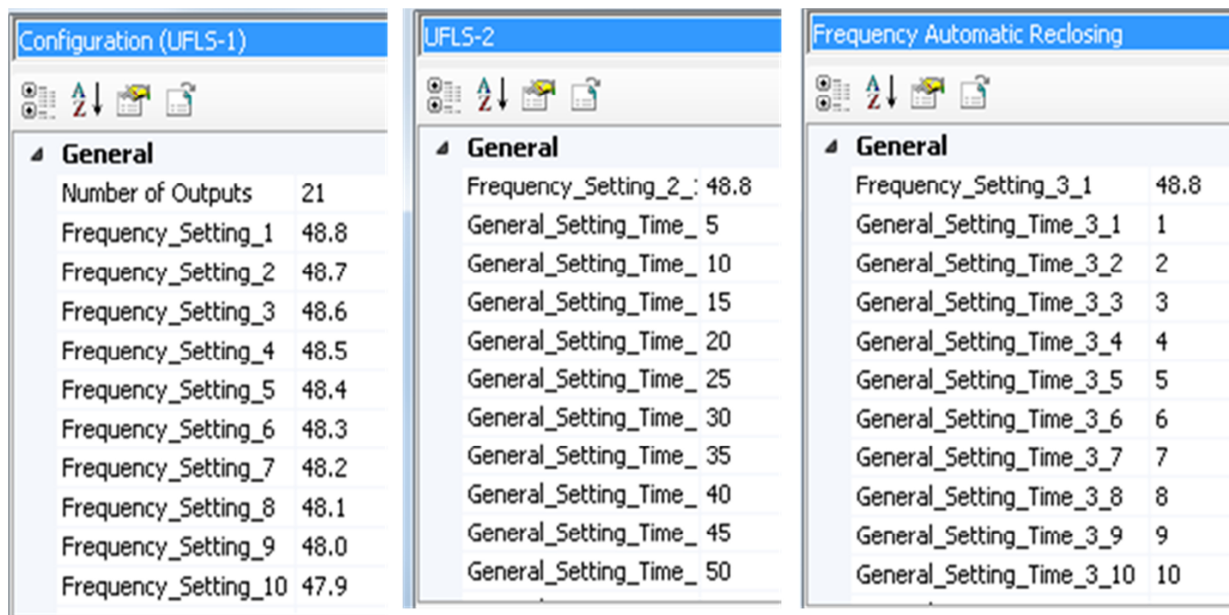 Configuration (UFLS-1)
General
Number of Outputs 21
Frequency_Setting_1 48.8
Frequency_Setting_2 48.7
Frequency_Setting_3 48.6
Frequency_Setting_4 48.5
Frequency_Setting_5 48.4
Frequency_Setting_6 48.3
Frequency_Setting_7 48.2
Frequency_Setting_8 48.1
Frequency_Setting_9 48.0
Frequency_Setting_10 47.9
UFLS-2
General
Frequency_Setting_2_: 48.8
General_Setting_Time_ 5
General_Setting_Time_ 10
General_Setting_Time_ 15
General_Setting_Time_ 20
General_Setting_Time_ 25
General_Setting_Time_ 30
General_Setting_Time_ 35
General_Setting_Time_ 40
General_Setting_Time_ 45
General_Setting_Time_ 50
Frequency Automatic Reclosing
General
Frequency_Setting_3_1 48.8
General_Setting_Time_3_1 1
General_Setting_Time_3_2 2
General_Setting_Time_3_3 3
General_Setting_Time_3_4 4
General_Setting_Time_3_5 5
General_Setting_Time_3_6 6
General_Setting_Time_3_7 7
General_Setting_Time_3_8 8
General_Setting_Time_3_9 9
General_Setting_Time_3_10 10